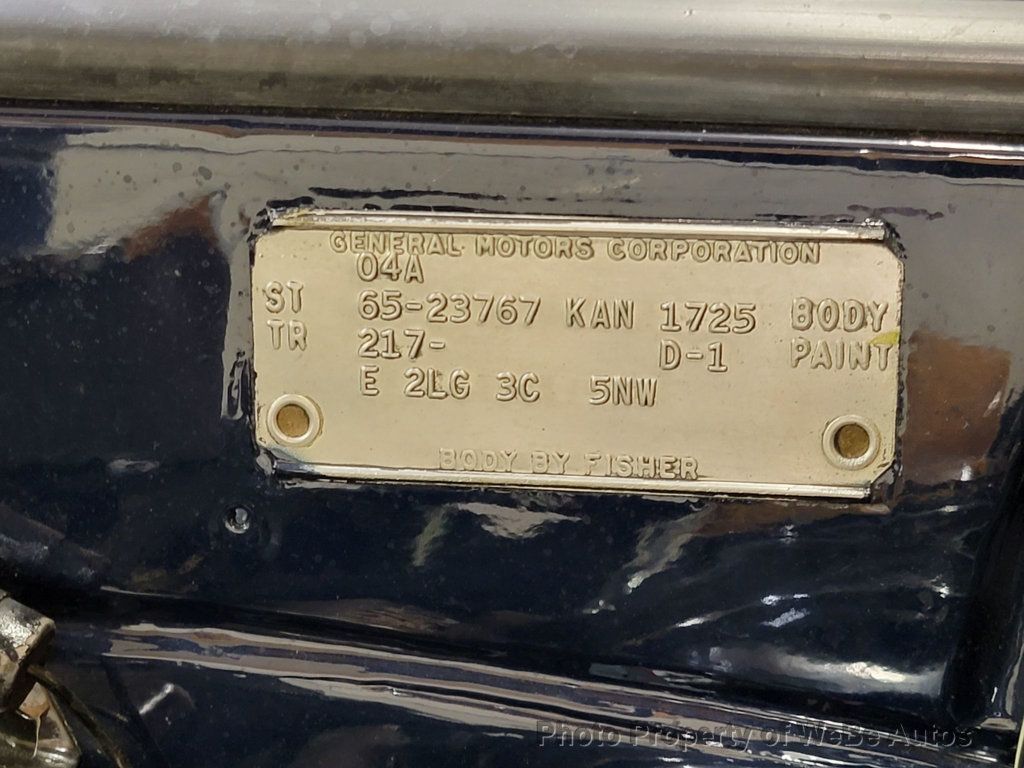 GENERAL MOTORS CORPORATION
04A
ST 65-23767 KAN 1725 BODY
TR 217- D-1 PAINT
E 2LG 3C 5NW
BODY BY FISHER
Photo Property of WeBe Autos